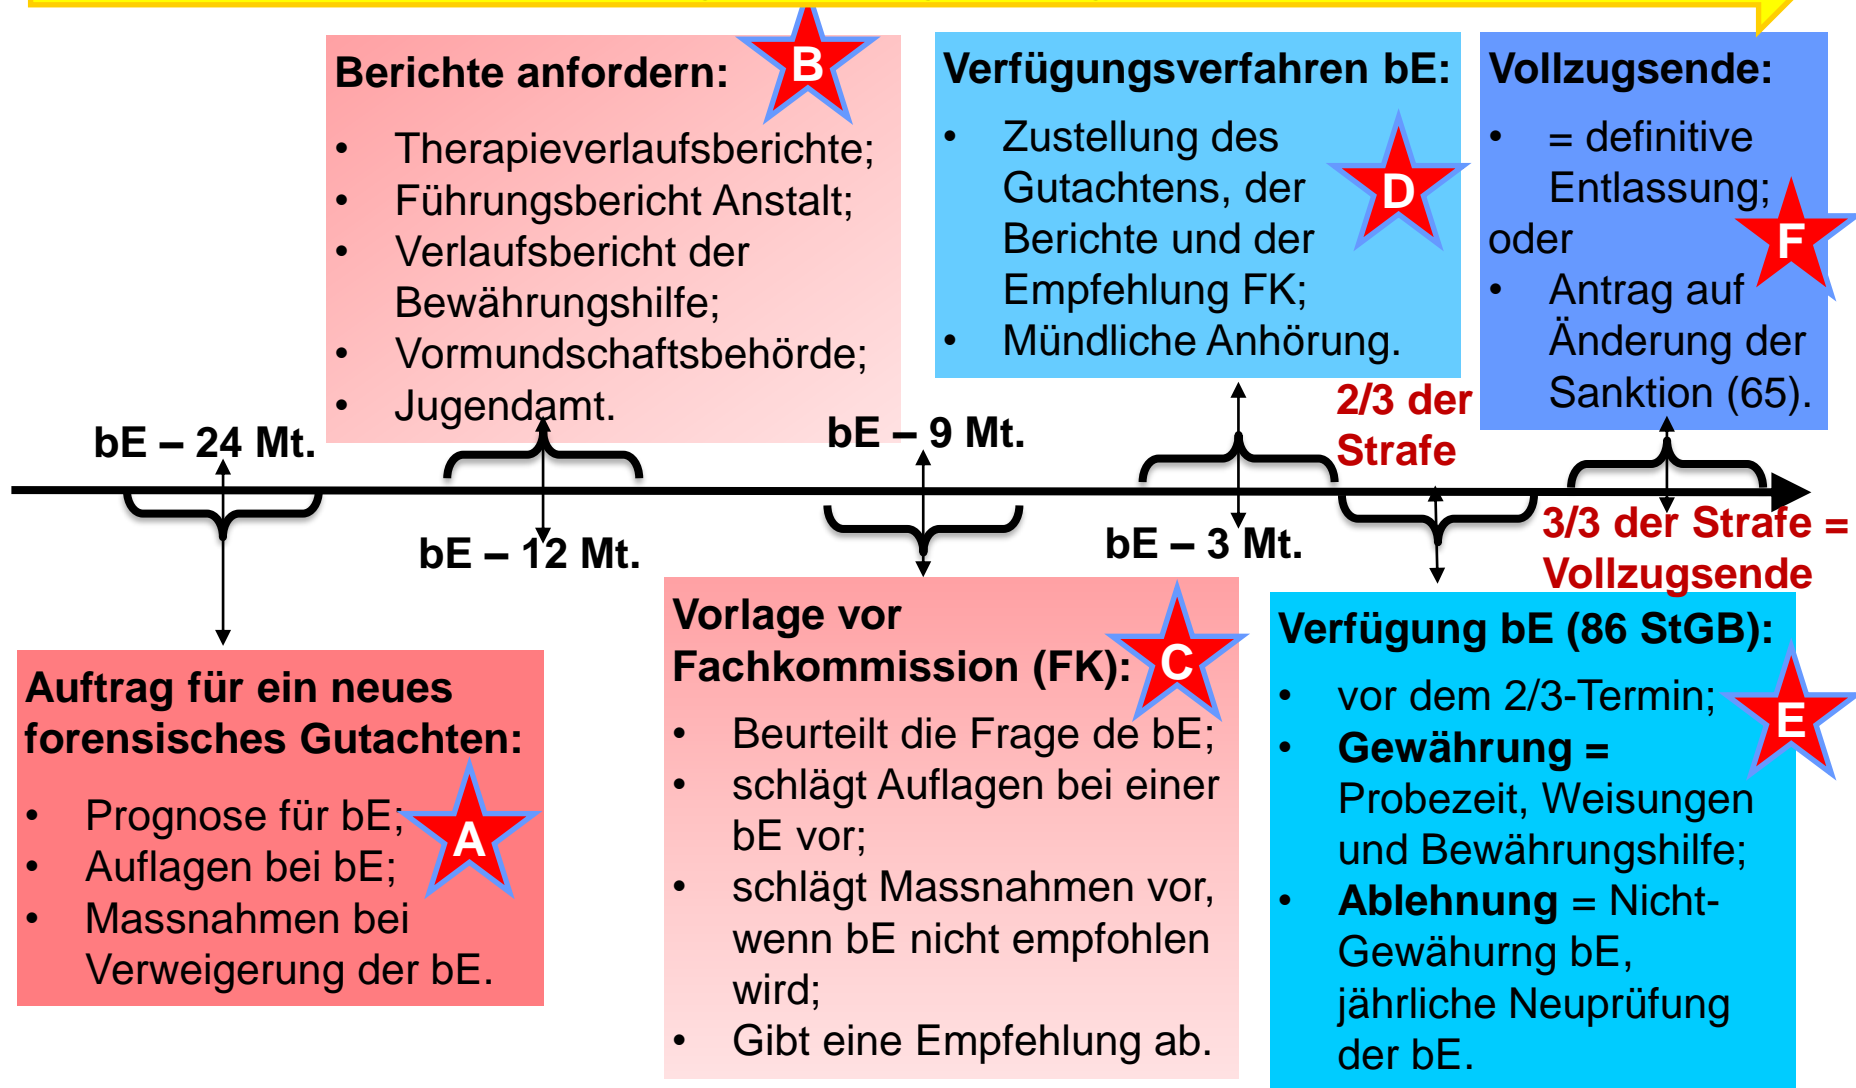 Berichte anfordern:
B
• Therapieverlaufsberichte;
• Führungsbericht Anstalt;
• Verlaufsbericht der
Bewährungshilfe;
• Vormundschaftsbehörde;
• Jugendamt.
Verfügungsverfahren bE:
• Zustellung des
Gutachtens, der
Berichte und der
Empfehlung FK;
• Mündliche Anhörung.
D
Vollzugsende:
• = definitive
Entlassung;
oder
• Antrag auf
Änderung der
Sanktion (65).
F
bE – 24 Mt.
bE – 12 Mt.
bE – 9 Mt.
bE – 3 Mt.
2/3 der
Strafe
3/3 der Strafe =
Vollzugsende
Auftrag für ein neues
forensisches Gutachten:
• Prognose für bE;
• Auflagen bei bE;
• Massnahmen bei
Verweigerung der bE.
A
Vorlage vor
Fachkommission (FK):
C
• Beurteilt die Frage de bE;
• schlägt Auflagen bei einer
bE vor;
• schlägt Massnahmen vor,
wenn bE nicht empfohlen
wird;
• Gibt eine Empfehlung ab.
Verfügung bE (86 StGB):
• vor dem 2/3-Termin;
E
• Gewährung =
Probezeit, Weisungen
und Bewährungshilfe;
• Ablehnung = Nicht-
Gewähurng bE,
jährliche Neuprüfung
der bE.